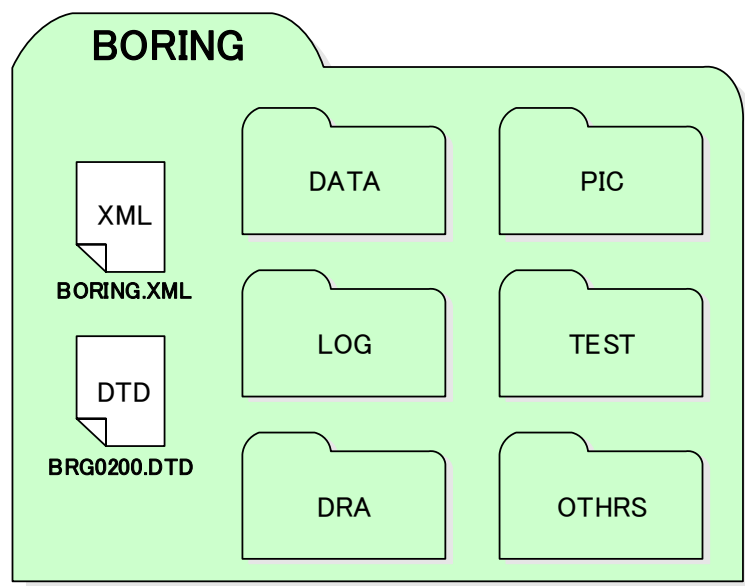 BORING
XML
BORING.XML
DTD
BRG0200.DTD
DATA
PIC
LOG
TEST
DRA
OTHRS